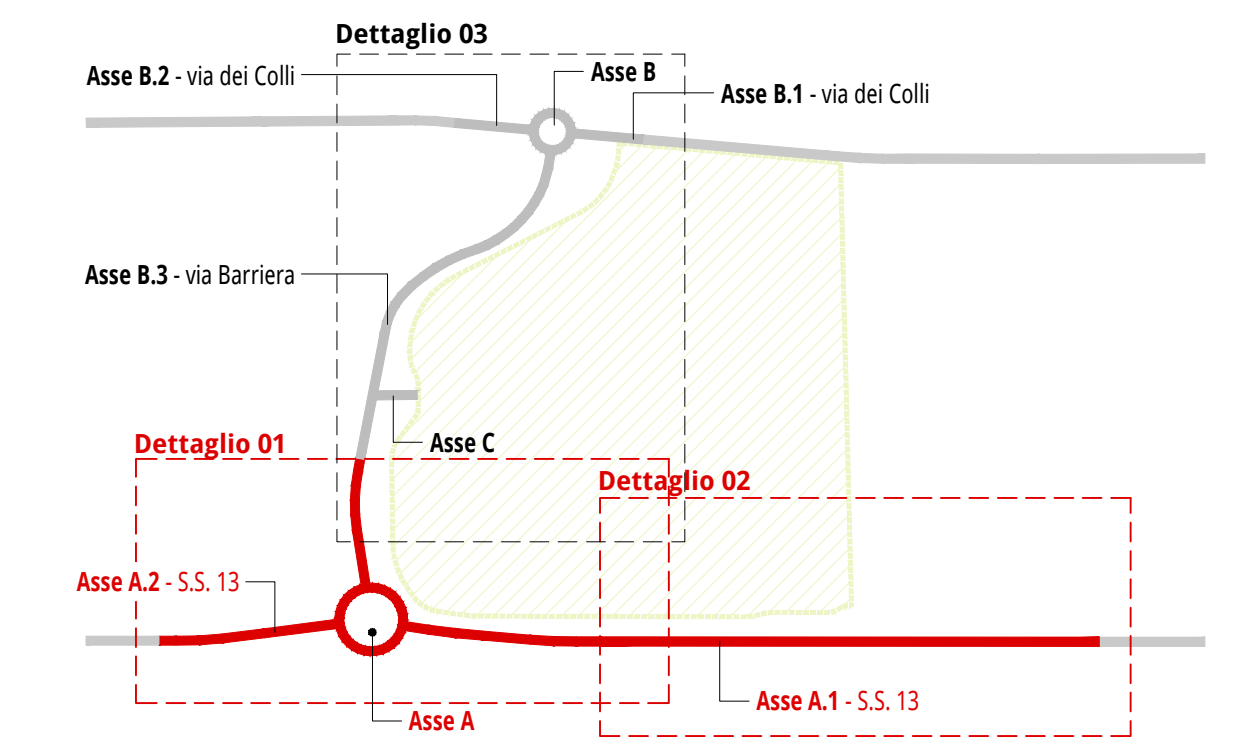 Dettaglio 03
Asse B.2 - via dei Colli
Asse B
Asse B.1 - via dei Colli
Asse B.3 - via Barriera
Dettaglio 01
Asse C
Dettaglio 02
Asse A.2 - S.S. 13
Asse A.1 - S.S. 13
Asse A